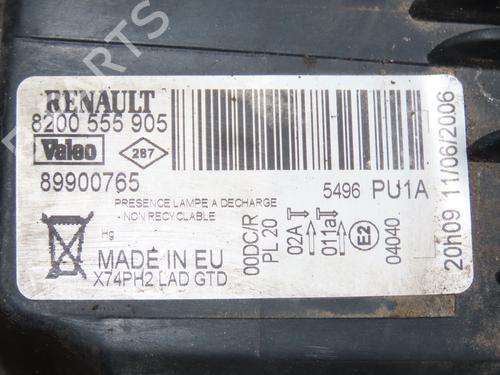 PARTS
RENAULT
8200 555 905
Valeo
287
89900765
PRESENCE LAMPE A DECHARGE
- NON RECYCLABLE -
Hg
MADE IN EU
X74PH2 LAD GTD
5496 PU1A
00DC/R
PL 20
02A
011a
E2
04040
20h09 11/06/2006